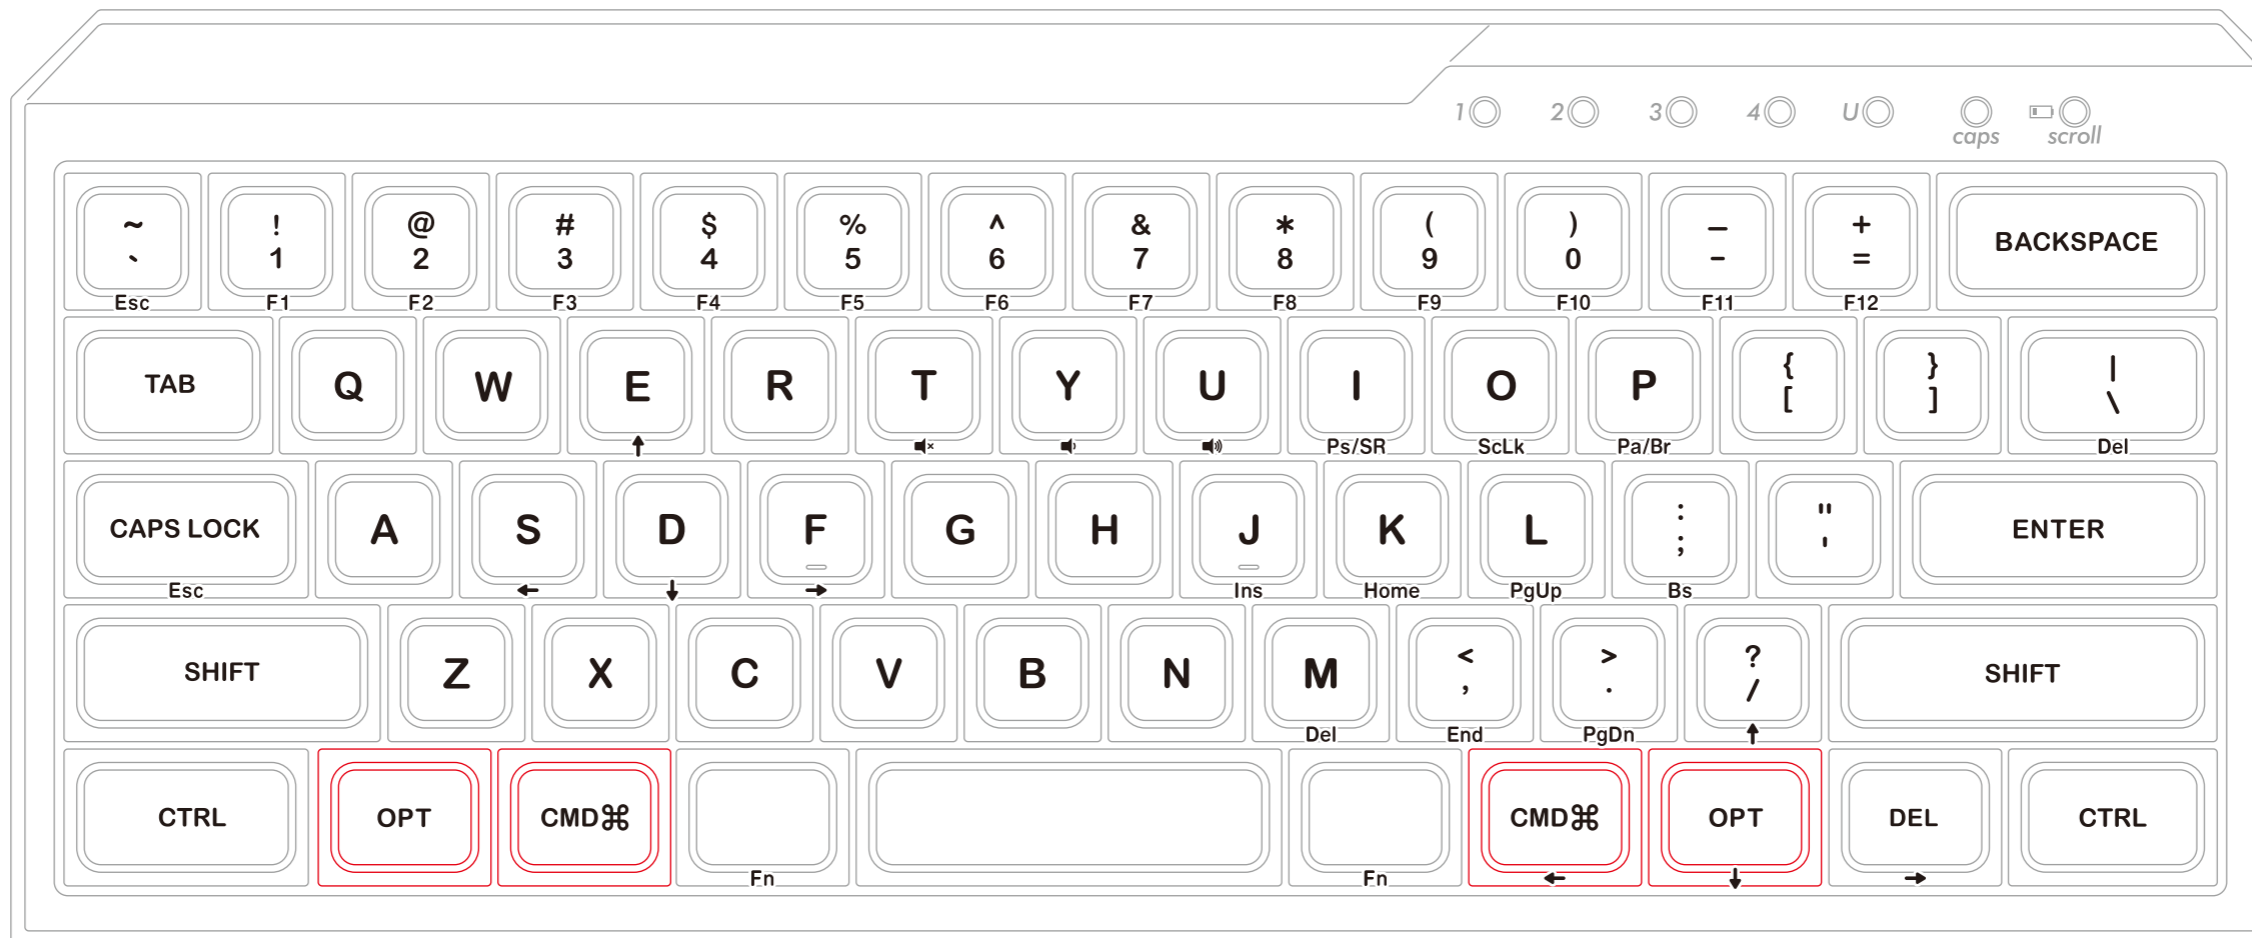 1 2 3 4 U
caps scroll
~ ! @ # $ % ^ & * ( ) _ +
` 1 2 3 4 5 6 7 8 9 0 - = BACKSPACE
Esc F1 F2 F3 F4 F5 F6 F7 F8 F9 F10 F11 F12
TAB Q W E R T Y U I O P { } |
[ ] \
↑ Ps/SR ScLk Pa/Br Del
CAPS LOCK A S D F G H J K L : " ENTER
; '
Esc ← ↓ → Ins Home PgUp Bs
SHIFT Z X C V B N M < > ? SHIFT
, . /
Del End PgDn ↑
CTRL OPT CMD⌘ CMD⌘ OPT DEL CTRL
Fn Fn ← ↓ →